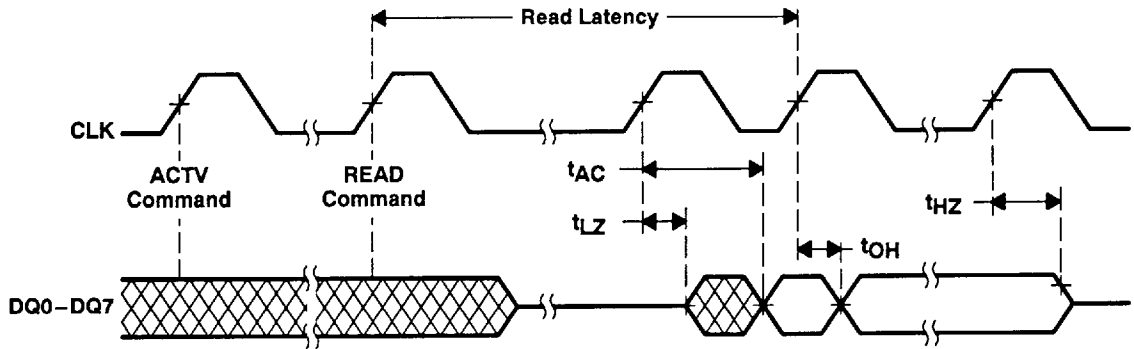 Read Latency
CLK
ACTV
Command
READ
Command
tAC
tLZ
tHZ
tOH
DQ0–DQ7